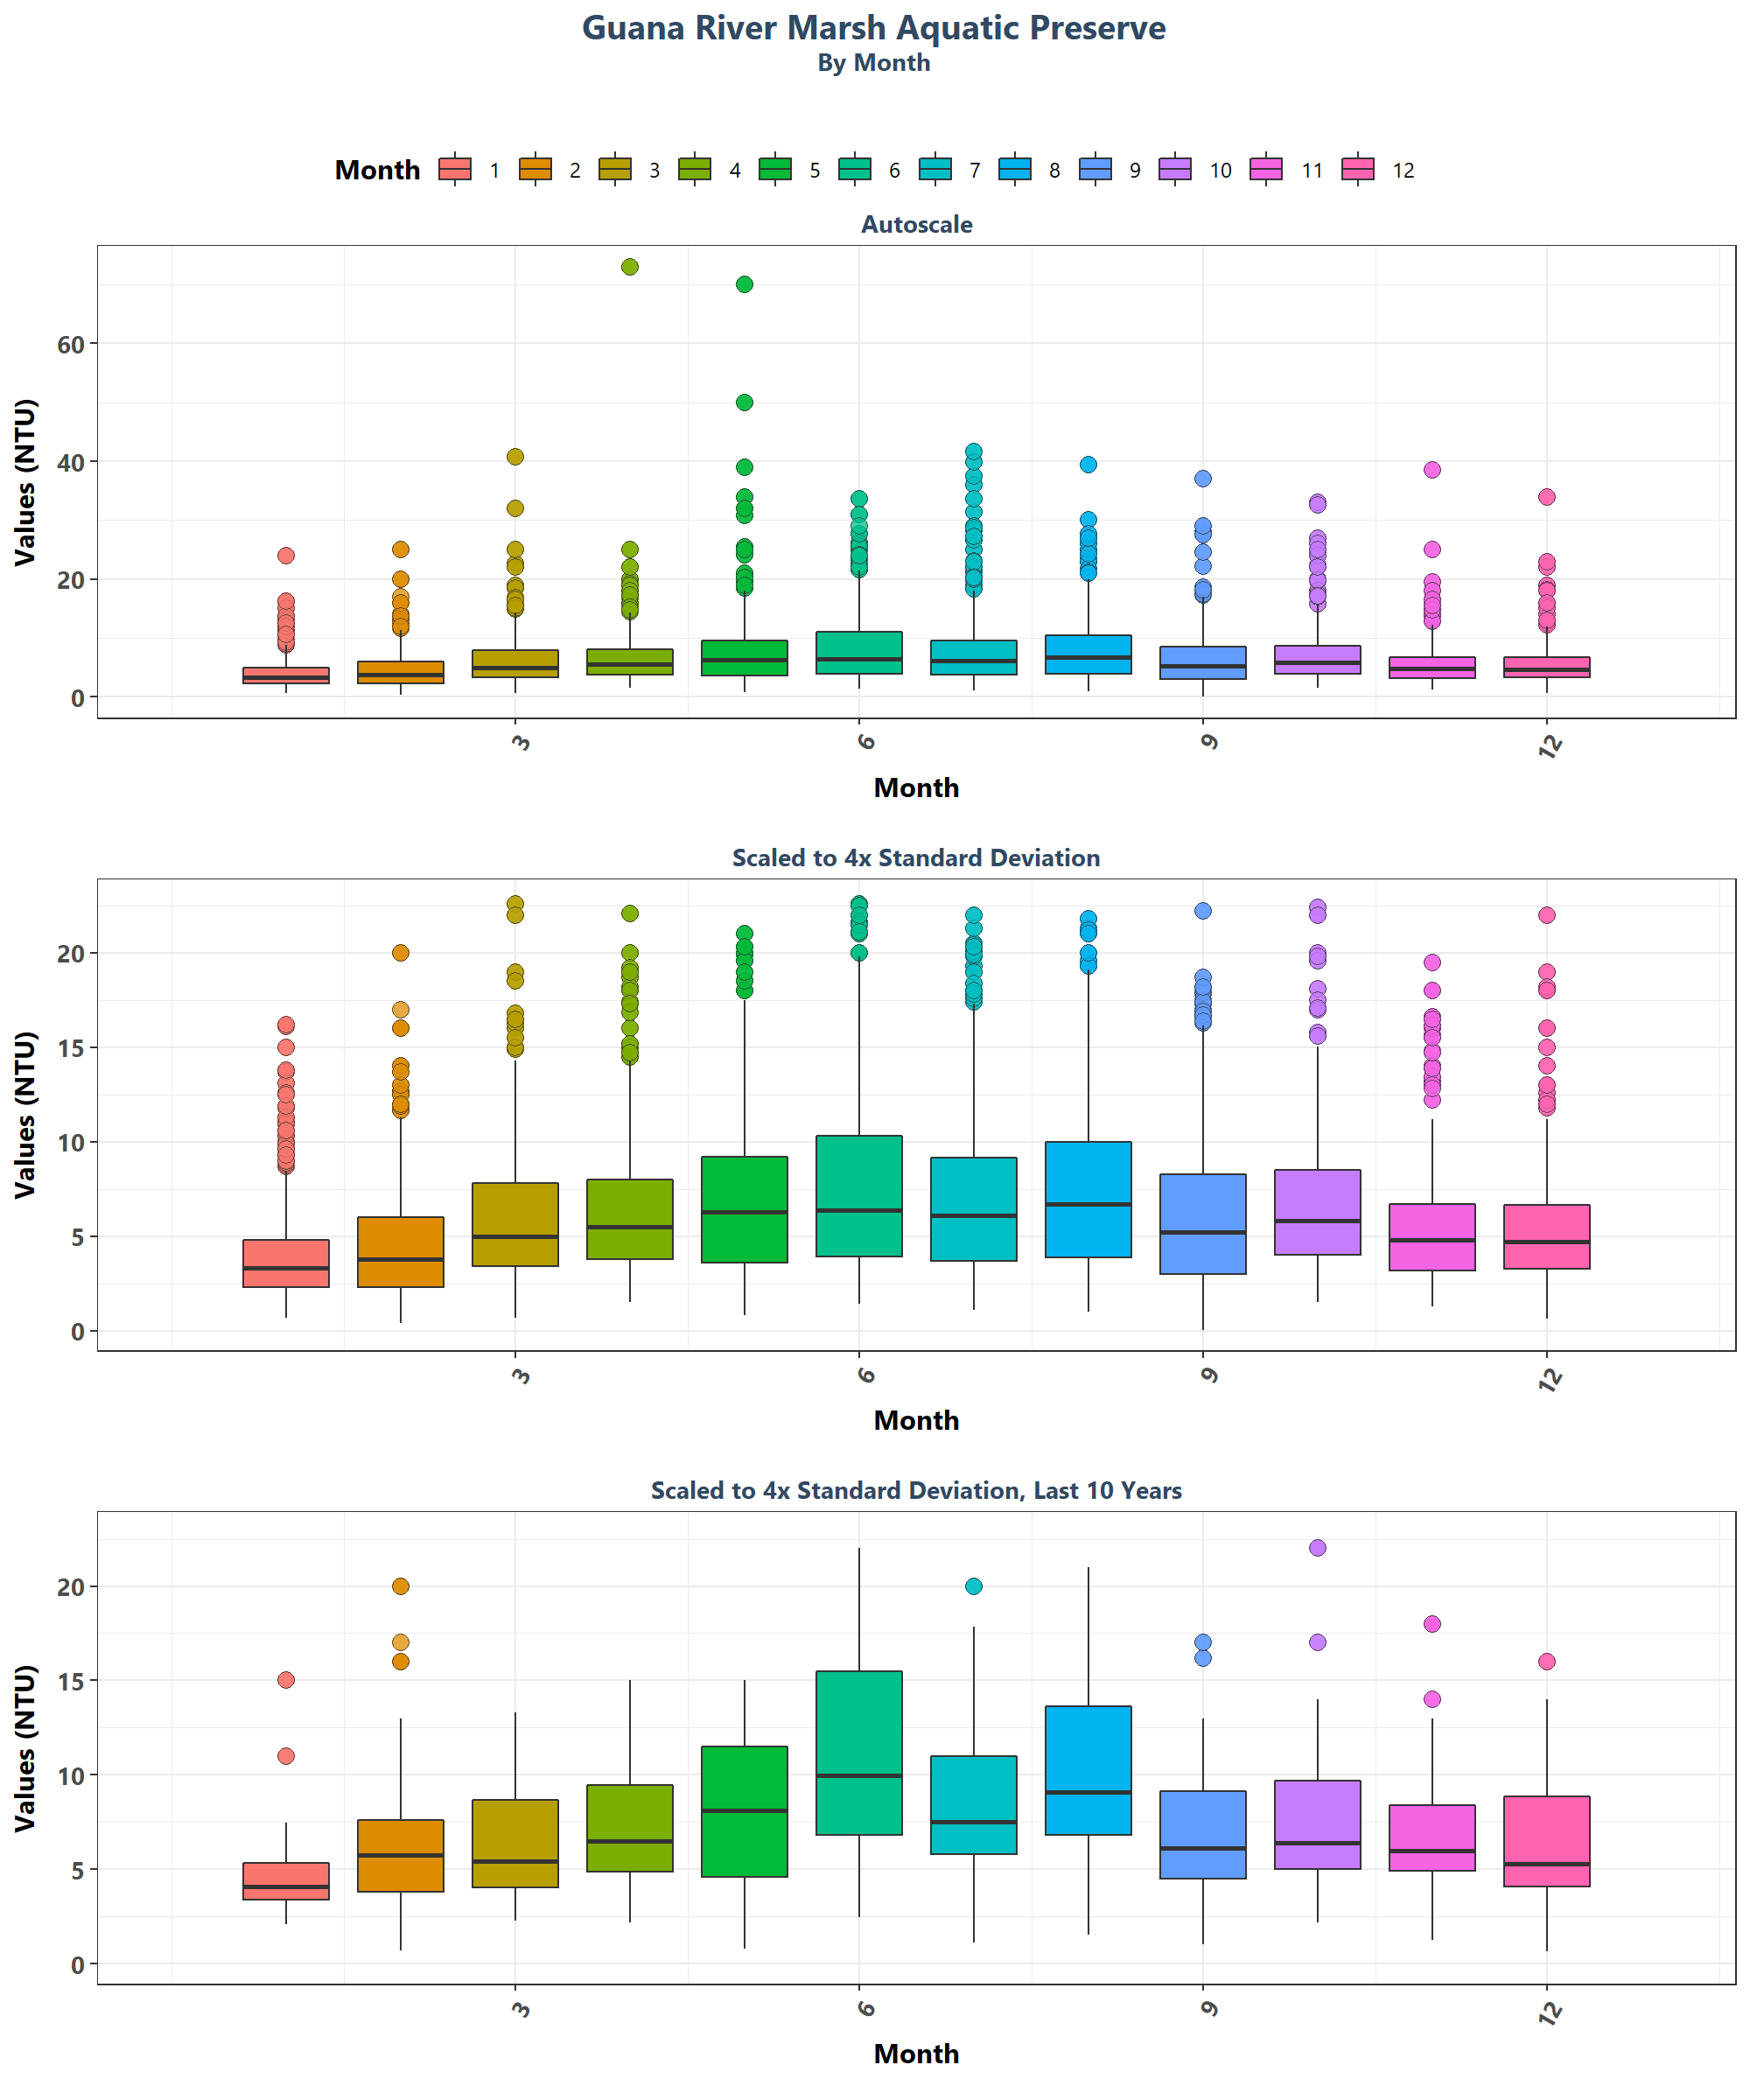 Guana River Marsh Aquatic Preserve
By Month
Month 1 2 3 4 5 6 7 8 9 10 11 12
Autoscale
Values (NTU)
60
40
20
0
3 6 9 12
Month
Scaled to 4x Standard Deviation
Values (NTU)
20
15
10
5
0
3 6 9 12
Month
Scaled to 4x Standard Deviation, Last 10 Years
Values (NTU)
20
15
10
5
0
3 6 9 12
Month